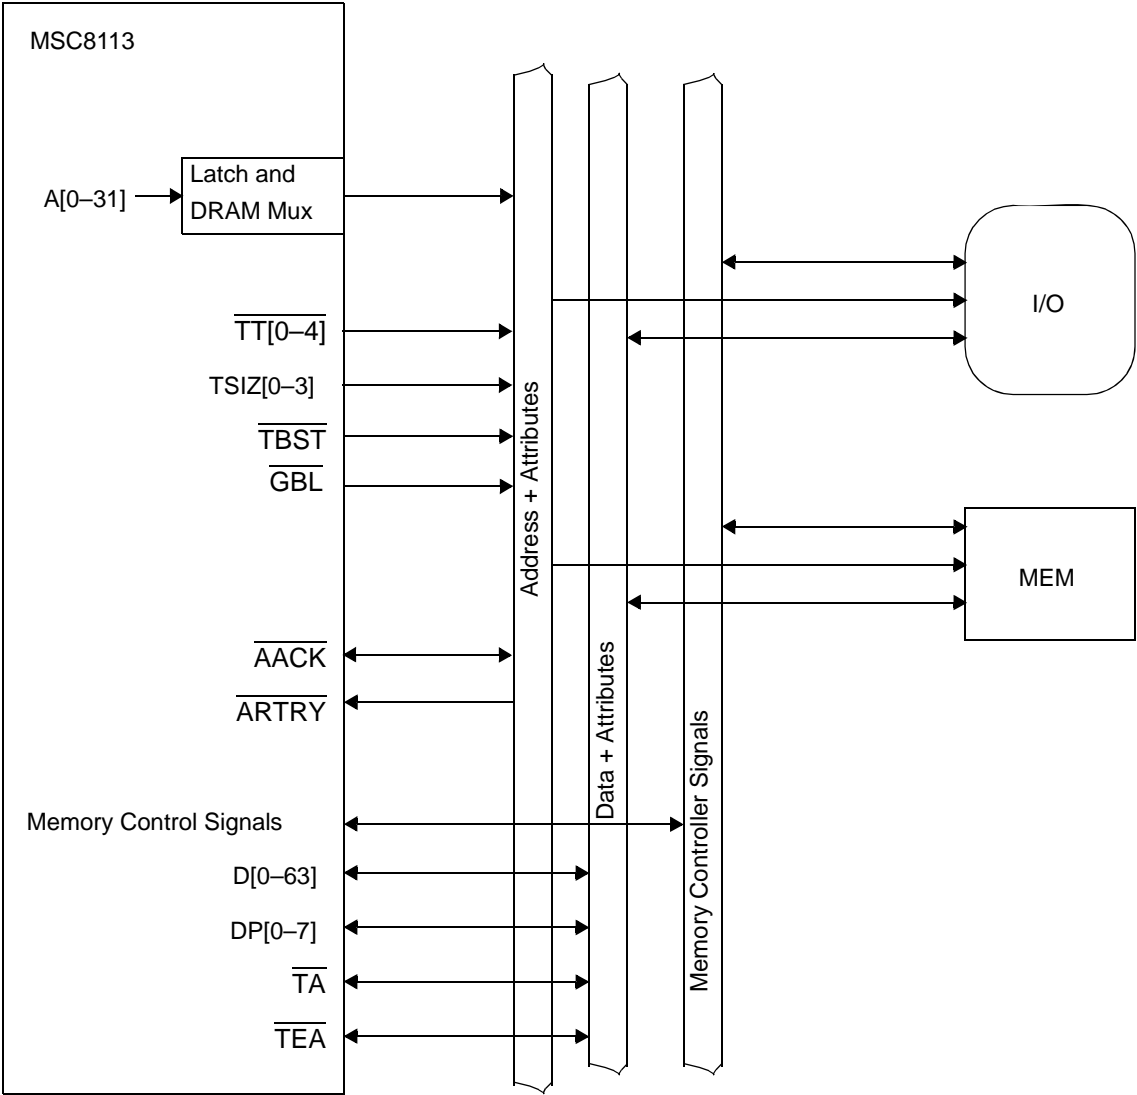 MSC8113
Latch and
DRAM Mux
A[0–31]
I/O
TT[0–4]
TSIZ[0–3]
TBST
GBL
Address + Attributes
MEM
AACK
ARTRY
Data + Attributes
Memory Controller Signals
Memory Control Signals
D[0–63]
DP[0–7]
TA
TEA